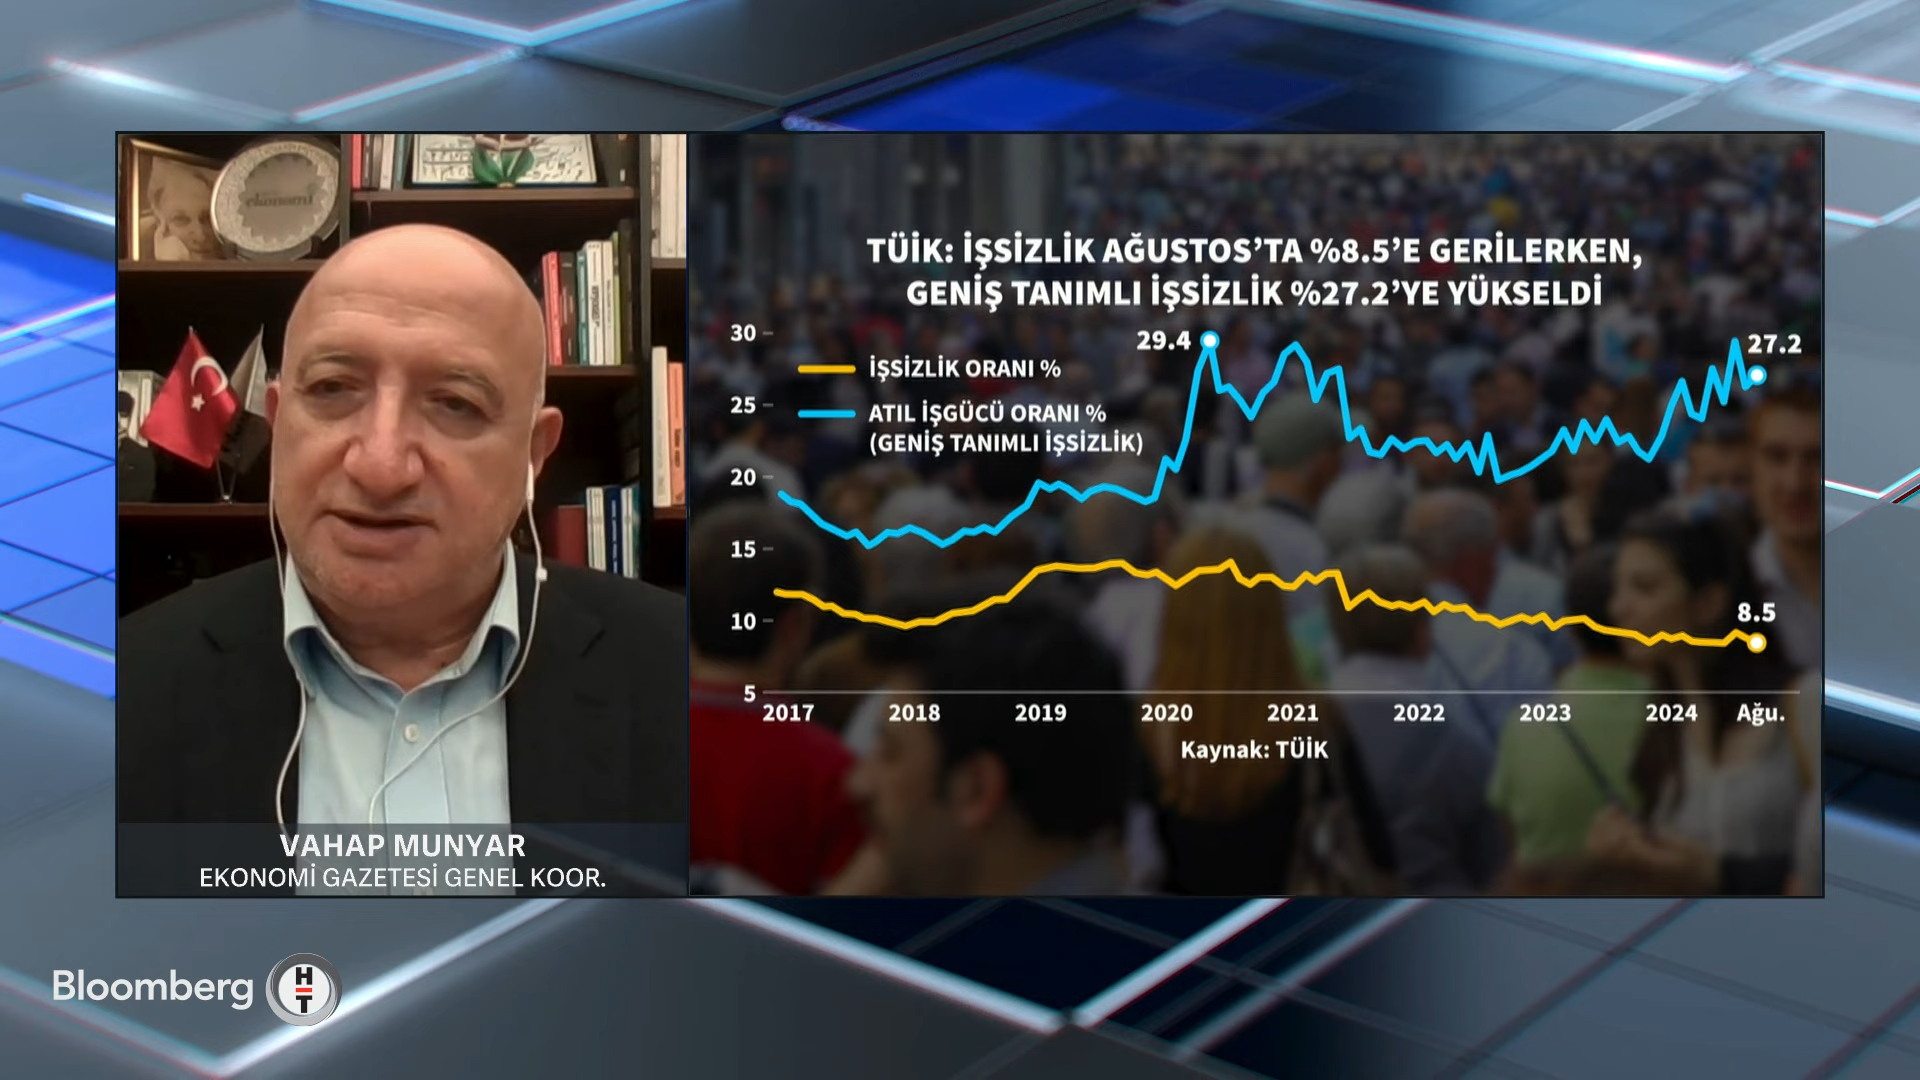 ekonomi
TÜİK: İŞSİZLİK AĞUSTOS'TA %8.5'E GERİLERKEN,
GENİŞ TANIMLI İŞSİZLİK %27.2'YE YÜKSELDİ
30
25
20
15
10
5
İŞSİZLİK ORANI %
ATIL İŞGÜCÜ ORANI %
(GENİŞ TANIMLI İŞSİZLİK)
29.4
27.2
8.5
2017 2018 2019 2020 2021 2022 2023 2024 Ağu.
Kaynak: TÜİK
VAHAP MUNYAR
EKONOMİ GAZETESİ GENEL KOOR.
Bloomberg HT